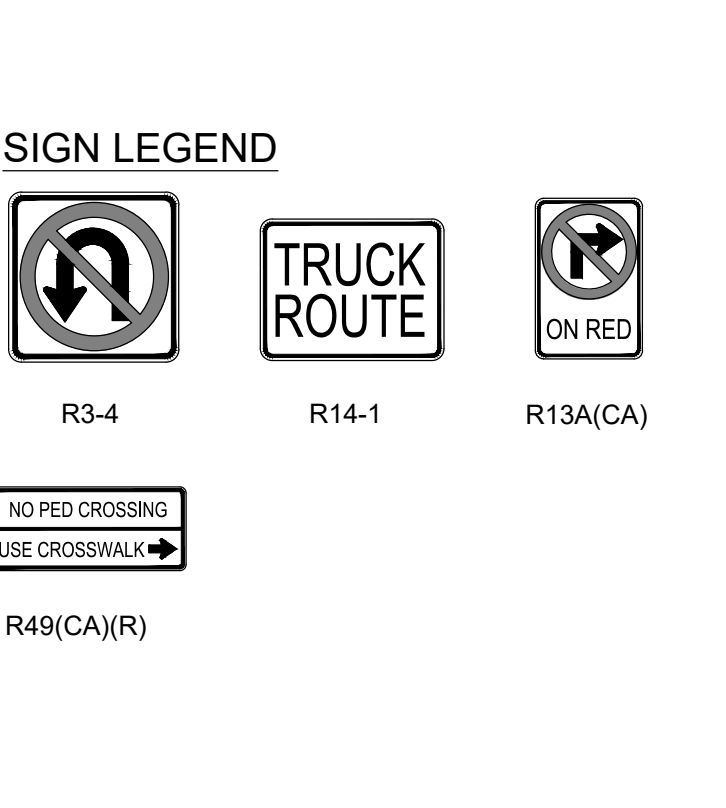 SIGN LEGEND
TRUCK
ROUTE
ON RED
R3-4
R14-1
R13A(CA)
NO PED CROSSING
USE CROSSWALK
R49(CA)(R)